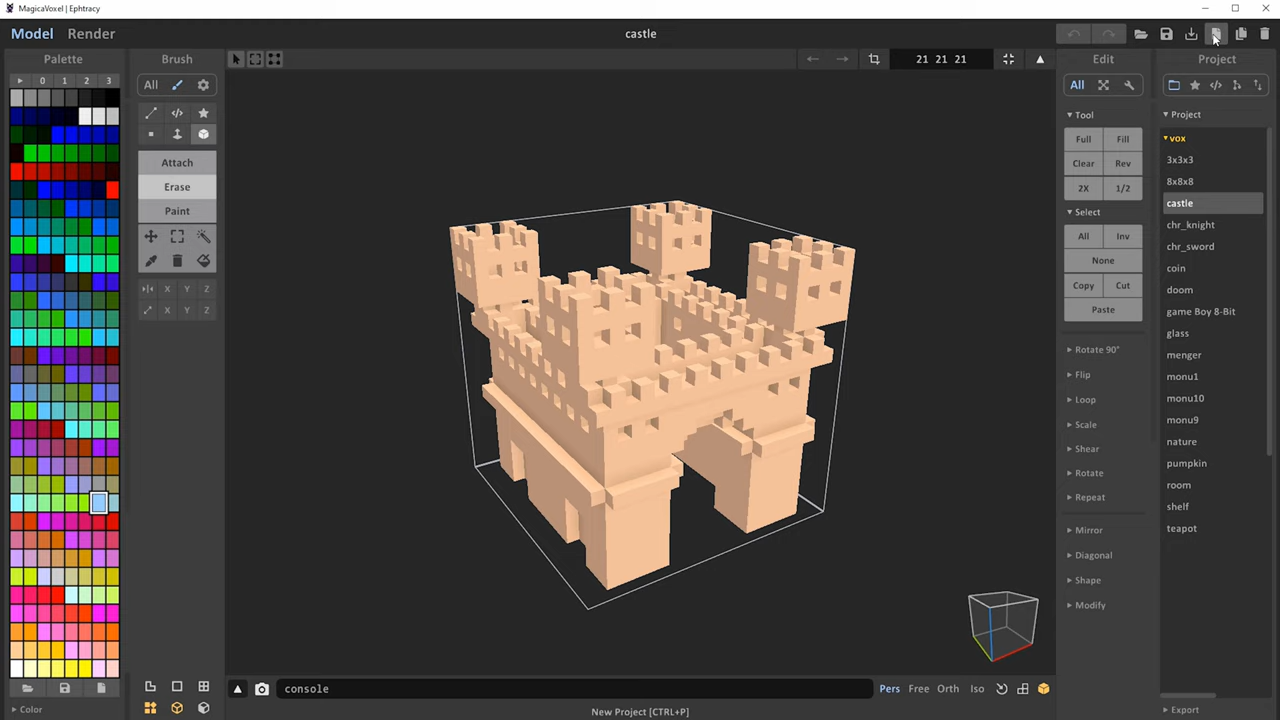 MagicaVoxel | Ephtracy
Model Render
castle
Palette
0 1 2 3
Color
Brush
All
Attach
Erase
Paint
X Y Z
X Y Z
21 21 21
console
Pers Free Orth Iso
New Project [CTRL+P]
Edit
All
Tool
Full Fill
Clear Rev
2X 1/2
Select
All Inv
None
Copy Cut
Paste
Rotate 90°
Flip
Loop
Scale
Shear
Rotate
Repeat
Mirror
Diagonal
Shape
Modify
Project
Project
vox
3x3x3
8x8x8
castle
chr_knight
chr_sword
coin
doom
game Boy 8-Bit
glass
menger
monu1
monu10
monu9
nature
pumpkin
room
shelf
teapot
Export